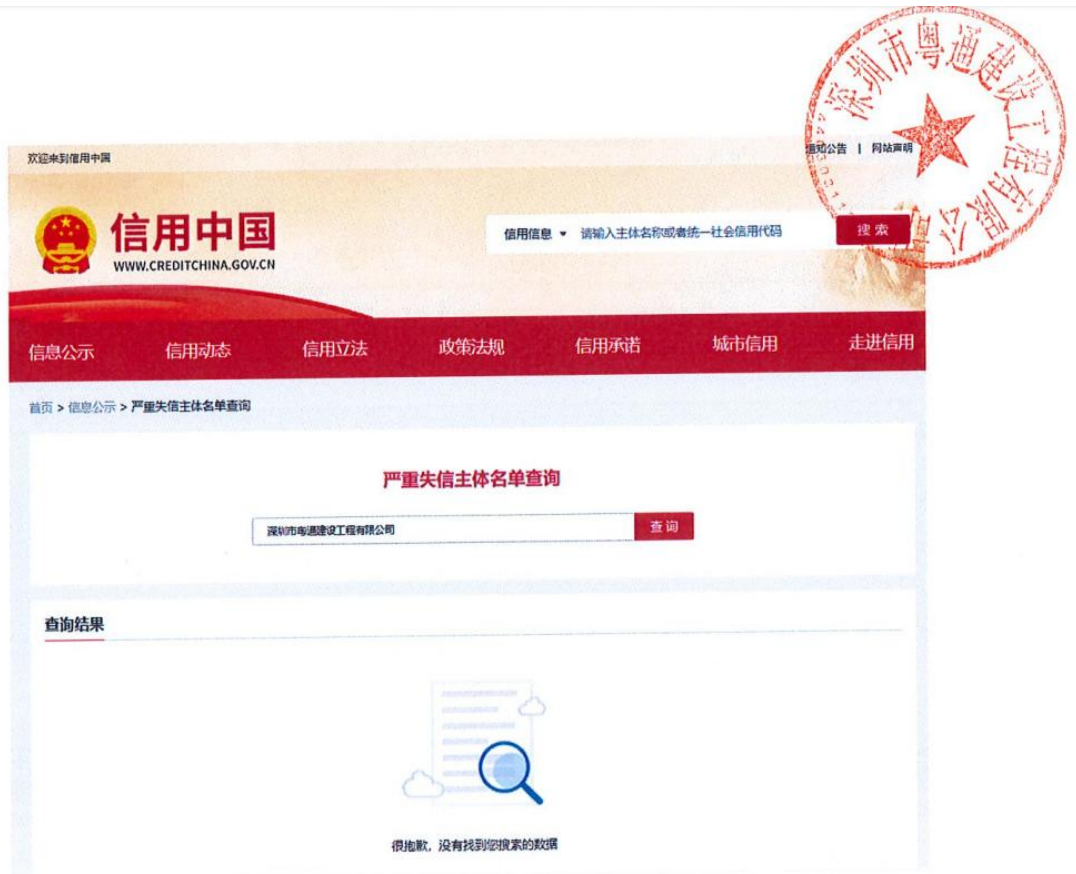 深圳市粤通建设工程有限公司
欢迎来到信用中国
通知公告 | 网站声明
信用中国
WWW.CREDITCHINA.GOV.CN
信用信息 ▼ 请输入主体名称或者统一社会信用代码 搜索
信息公示 信用动态 信用立法 政策法规 信用承诺 城市信用 走进信用
首页 > 信息公示 > 严重失信主体名单查询
严重失信主体名单查询
深圳市粤通建设工程有限公司 查询
查询结果
很抱歉，没有找到您搜索的数据